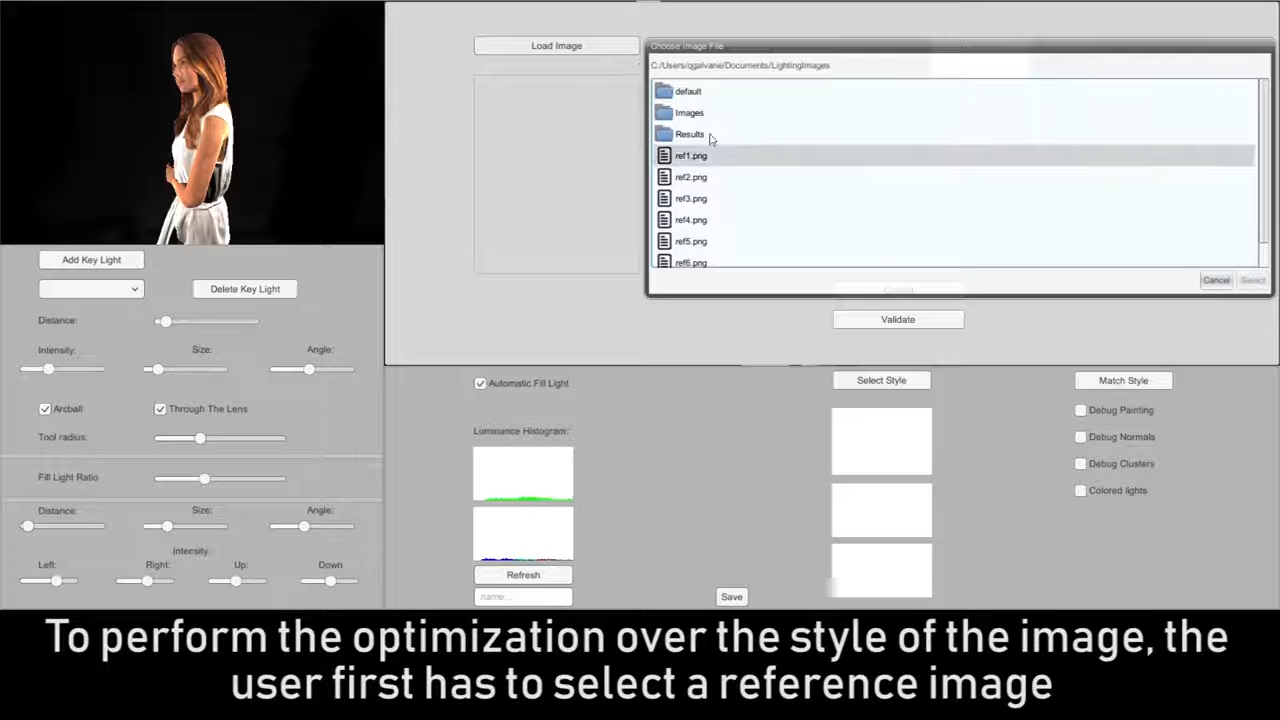 Load Image
Choose Image File
C:/Users/qgalvane/Documents/LightingImages
default
Images
Results
ref1.png
ref2.png
ref3.png
ref4.png
ref5.png
ref6.png
Cancel
Select
Validate
Add Key Light
Delete Key Light
Distance:
Intensity:
Size:
Angle:
Arcball
Through The Lens
Tool radius:
Fill Light Ratio
Distance:
Size:
Angle:
Intensity
Left:
Right:
Up:
Down
Automatic Fill Light
Luminance Histogram:
Refresh
name...
Save
Select Style
Match Style
Debug Painting
Debug Normals
Debug Clusters
Colored lights
To perform the optimization over the style of the image, the
user first has to select a reference image